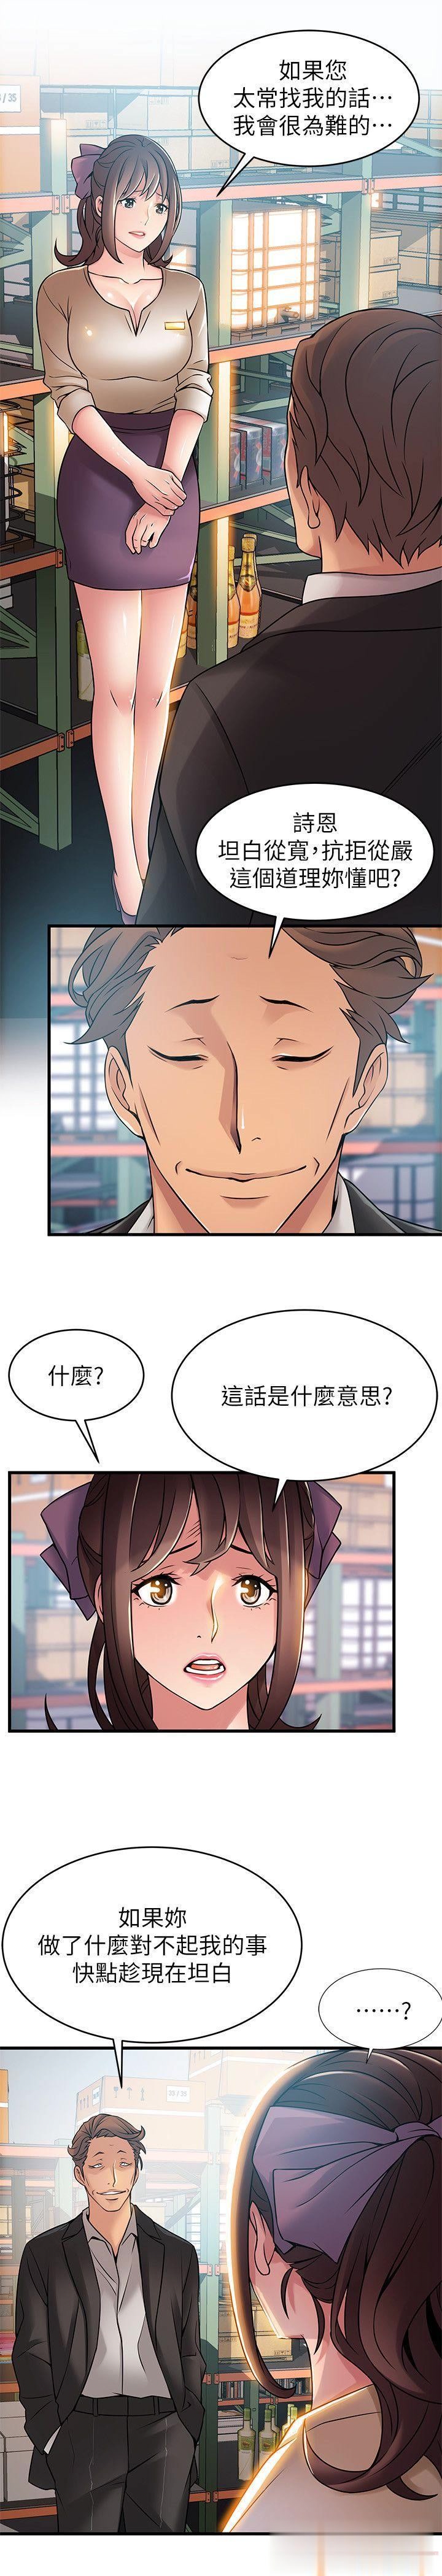 /35
如果您
太常找我的話…
我會很為難的…
詩恩
坦白從寬，抗拒從嚴
這個道理妳懂吧？
什麼？
這話是什麼意思？
如果妳
做了什麼對不起我的事
快點趁現在坦白
……？